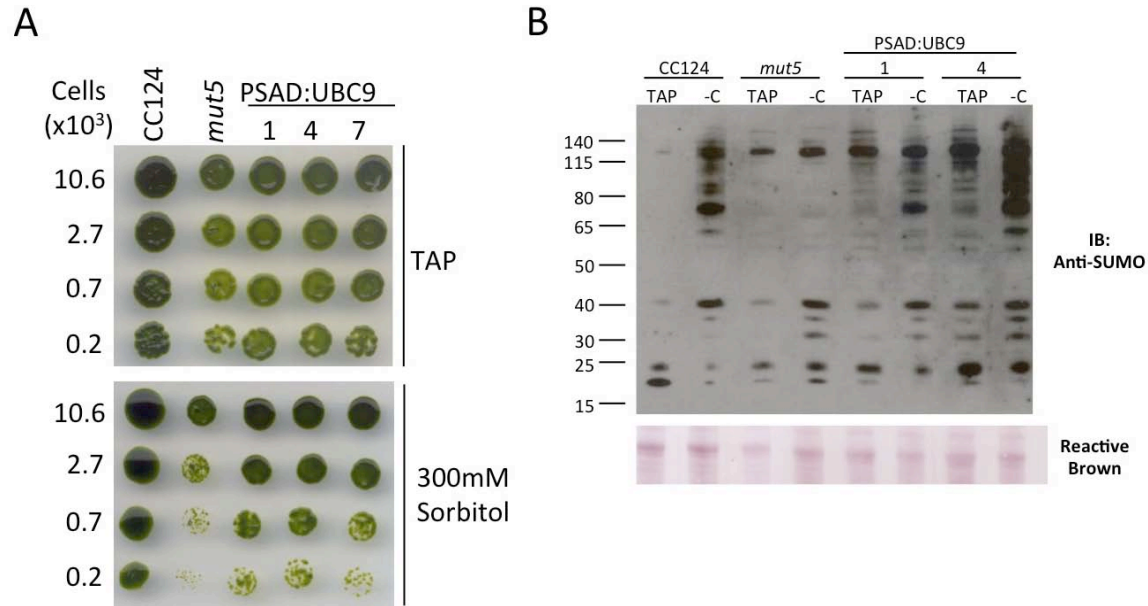 A
Cells
(x10³)
CC124
mut5
PSAD:UBC9
1 4 7
10.6
2.7
0.7
0.2
TAP
10.6
2.7
0.7
0.2
300mM
Sorbitol
B
PSAD:UBC9
CC124 mut5 1 4
TAP -C TAP -C TAP -C TAP -C
140
115
80
65
50
40
30
25
15
IB:
Anti-SUMO
Reactive
Brown